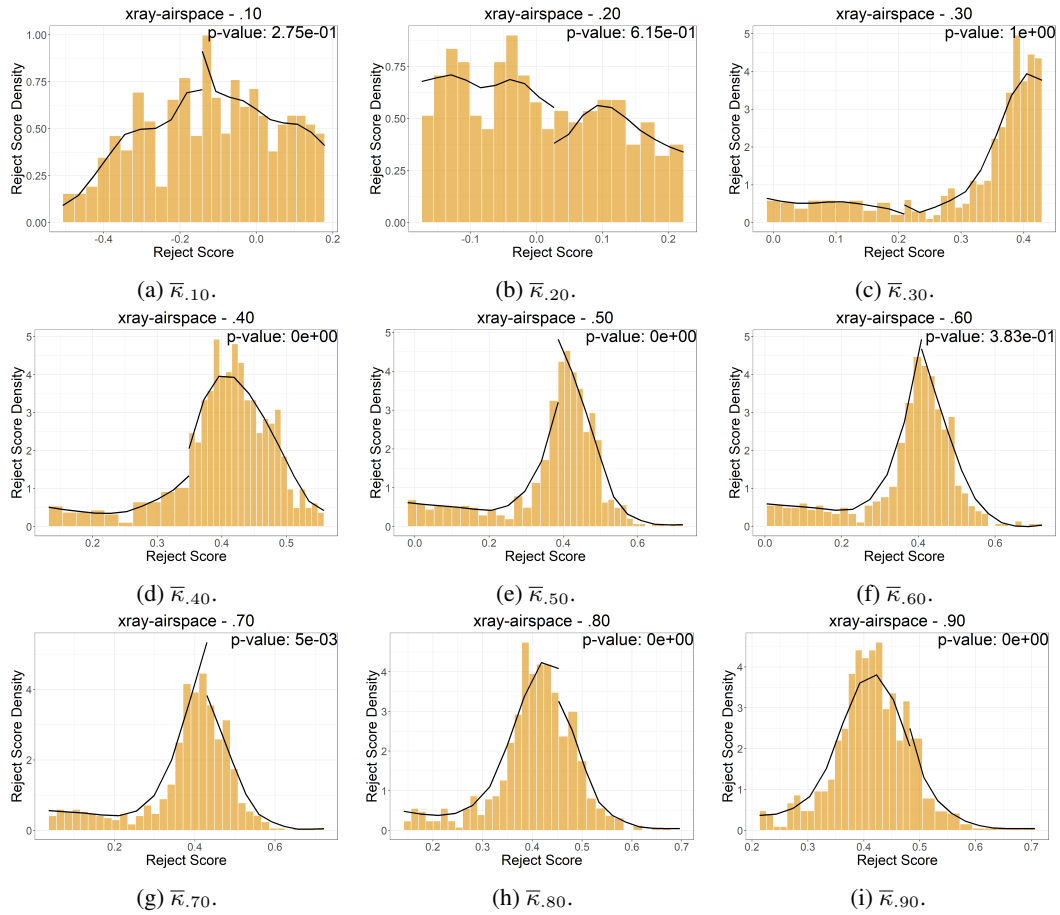 xray-airspace - .10
p-value: 2.75e-01
Reject Score Density
1.00
0.75
0.50
0.25
0.00
-0.4
-0.2
0.0
0.2
Reject Score
(a) κ̅.10.
xray-airspace - .20
p-value: 6.15e-01
Reject Score Density
0.75
0.50
0.25
0.00
-0.1
0.0
0.1
0.2
Reject Score
(b) κ̅.20.
xray-airspace - .30
p-value: 1e+00
Reject Score Density
5
4
3
2
1
0
0.0
0.1
0.2
0.3
0.4
Reject Score
(c) κ̅.30.
xray-airspace - .40
p-value: 0e+00
Reject Score Density
5
4
3
2
1
0
0.2
0.3
0.4
0.5
Reject Score
(d) κ̅.40.
xray-airspace - .50
p-value: 0e+00
Reject Score Density
5
4
3
2
1
0
0.0
0.2
0.4
0.6
Reject Score
(e) κ̅.50.
xray-airspace - .60
p-value: 3.83e-01
Reject Score Density
5
4
3
2
1
0
0.0
0.2
0.4
0.6
Reject Score
(f) κ̅.60.
xray-airspace - .70
p-value: 5e-03
Reject Score Density
4
2
0
0.2
0.4
0.6
Reject Score
(g) κ̅.70.
xray-airspace - .80
p-value: 0e+00
Reject Score Density
5
4
3
2
1
0
0.2
0.3
0.4
0.5
0.6
0.7
Reject Score
(h) κ̅.80.
xray-airspace - .90
p-value: 0e+00
Reject Score Density
4
3
2
1
0
0.2
0.3
0.4
0.5
0.6
0.7
Reject Score
(i) κ̅.90.